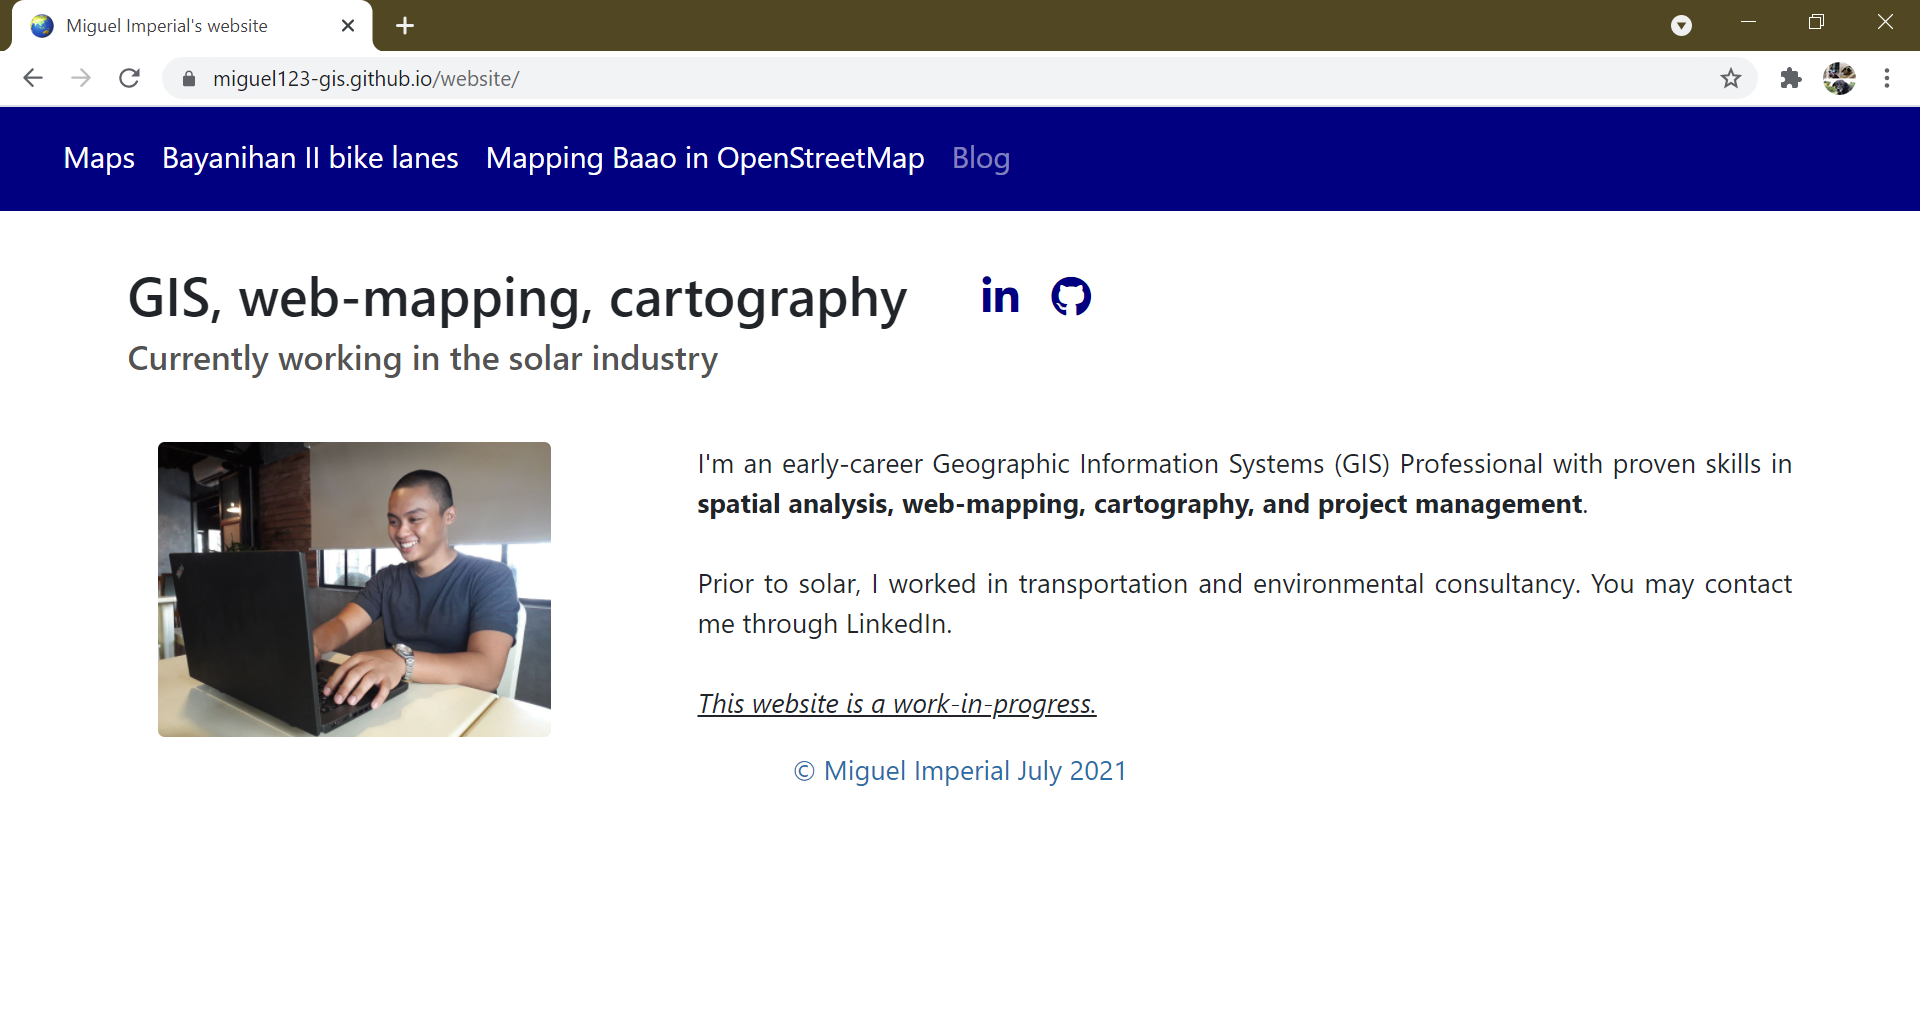 Miguel Imperial's website
miguel123-gis.github.io/website/
Maps Bayanihan II bike lanes Mapping Baao in OpenStreetMap Blog
GIS, web-mapping, cartography in
Currently working in the solar industry
I'm an early-career Geographic Information Systems (GIS) Professional with proven skills in
spatial analysis, web-mapping, cartography, and project management.
Prior to solar, I worked in transportation and environmental consultancy. You may contact
me through LinkedIn.
This website is a work-in-progress.
© Miguel Imperial July 2021